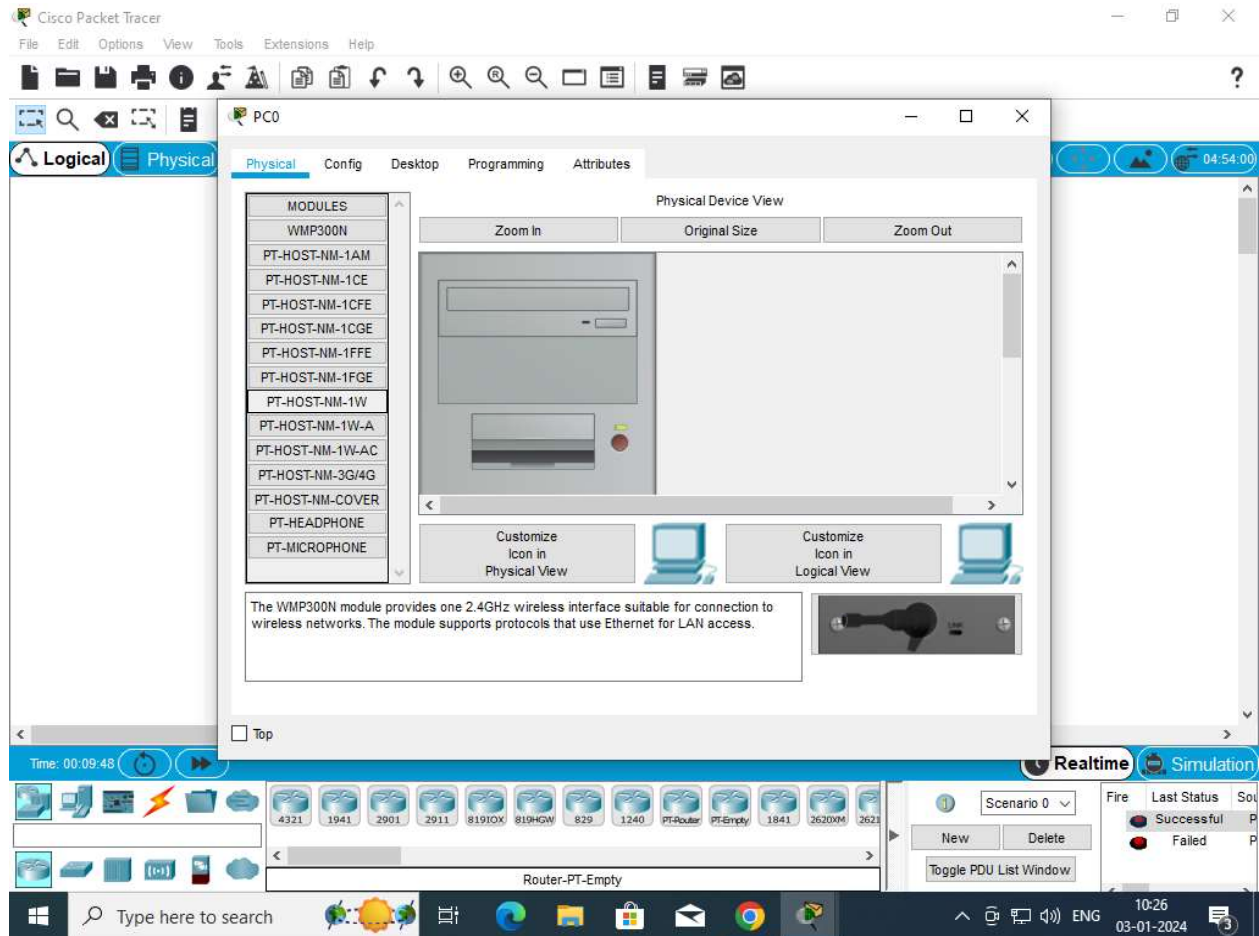 Cisco Packet Tracer
File Edit Options View Tools Extensions Help
?
PC0
Logical Physical
04:54:00
Physical Config Desktop Programming Attributes
MODULES
WMP300N
PT-HOST-NM-1AM
PT-HOST-NM-1CE
PT-HOST-NM-1CFE
PT-HOST-NM-1CGE
PT-HOST-NM-1FFE
PT-HOST-NM-1FGE
PT-HOST-NM-1W
PT-HOST-NM-1W-A
PT-HOST-NM-1W-AC
PT-HOST-NM-3G/4G
PT-HOST-NM-COVER
PT-HEADPHONE
PT-MICROPHONE
Physical Device View
Zoom In Original Size Zoom Out
Customize
Icon in
Physical View
Customize
Icon in
Logical View
The WMP300N module provides one 2.4GHz wireless interface suitable for connection to
wireless networks. The module supports protocols that use Ethernet for LAN access.
LINK
Top
Time: 00:09:48
Realtime Simulation
4321 1941 2901 2911 819IOX 819HGW 829 1240 PT-Router PT-Empty 1841 2620XM 2621
Router-PT-Empty
Scenario 0
New Delete
Toggle PDU List Window
Fire Last Status Sou
Successful P
Failed P
Type here to search
ENG
10:26
03-01-2024
3